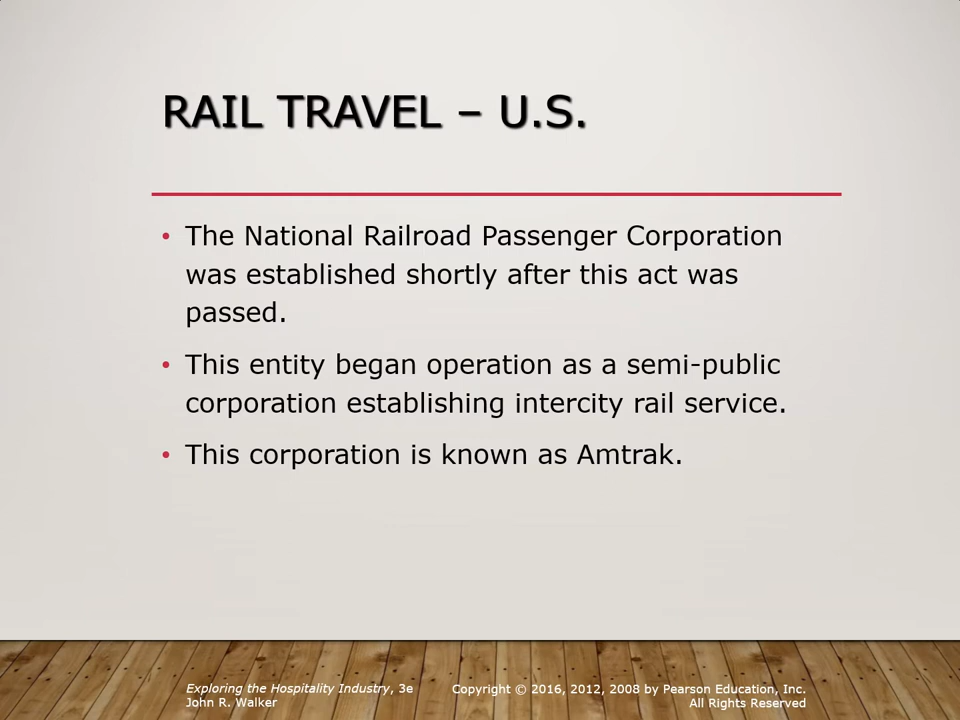 RAIL TRAVEL – U.S.
• The National Railroad Passenger Corporation
was established shortly after this act was
passed.
• This entity began operation as a semi-public
corporation establishing intercity rail service.
• This corporation is known as Amtrak.
Exploring the Hospitality Industry, 3e
John R. Walker
Copyright © 2016, 2012, 2008 by Pearson Education, Inc.
All Rights Reserved